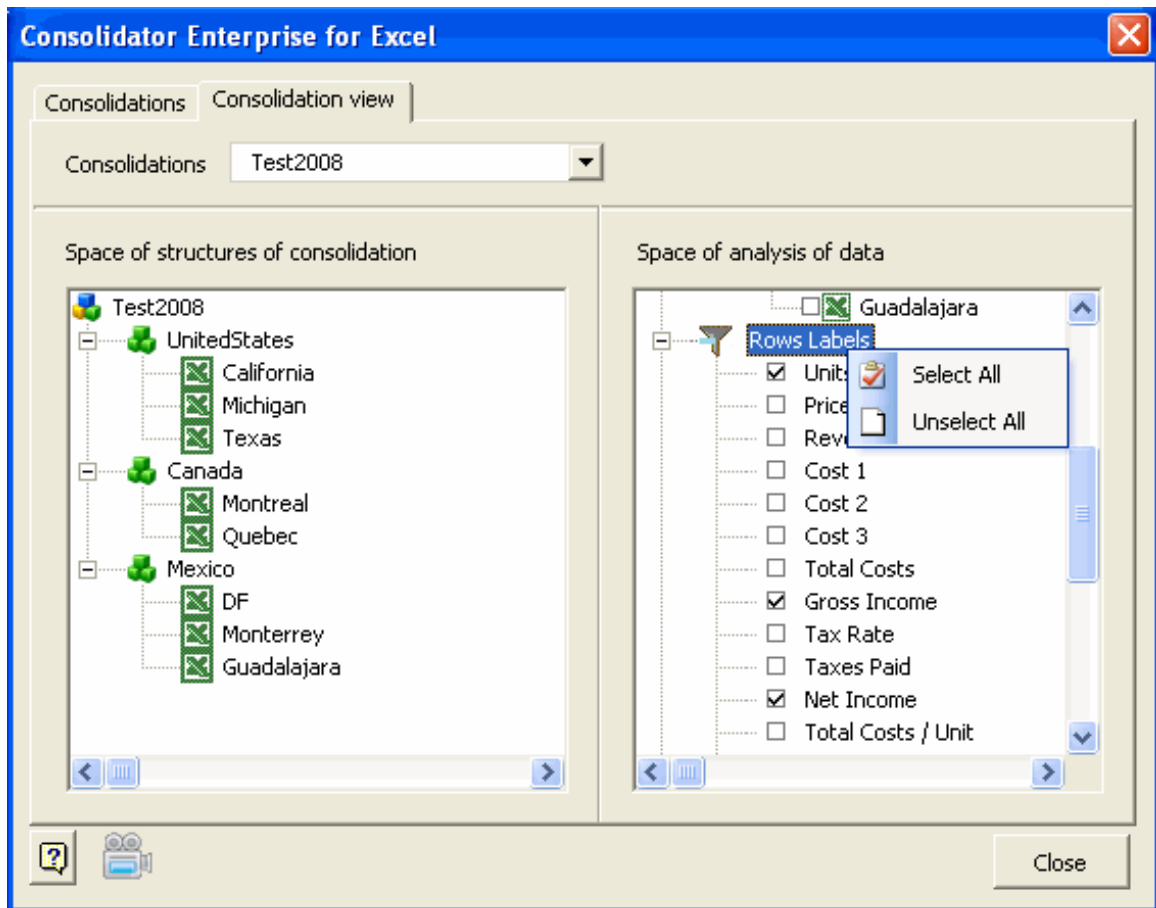 Consolidator Enterprise for Excel
Consolidations
Consolidation view
Consolidations
Test2008
Space of structures of consolidation
Test2008
UnitedStates
California
Michigan
Texas
Canada
Montreal
Quebec
Mexico
DF
Monterrey
Guadalajara
Space of analysis of data
Guadalajara
Rows Labels
Units
Price
Select All
Unselect All
Cost 1
Cost 2
Cost 3
Total Costs
Gross Income
Tax Rate
Taxes Paid
Net Income
Total Costs / Unit
Close